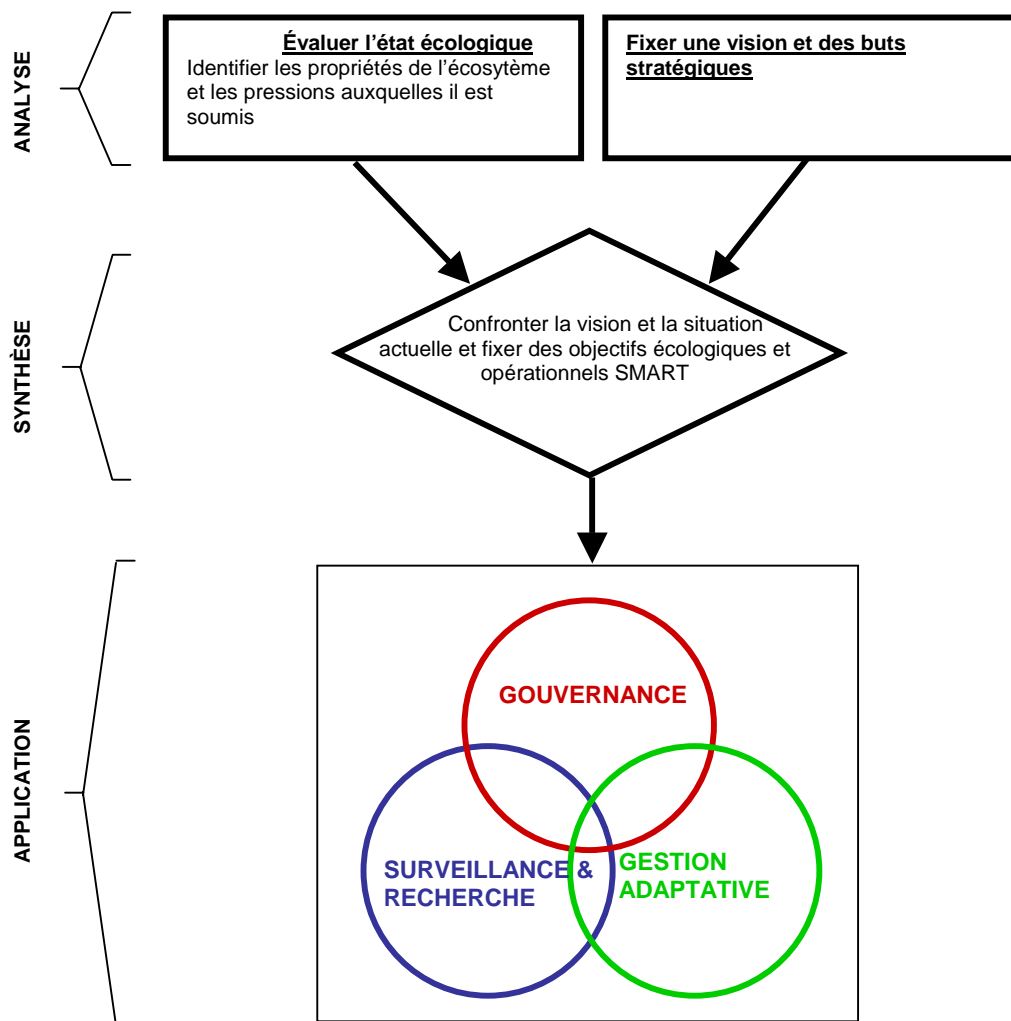 ANALYSE
Évaluer l’état écologique
Identifier les propriétés de l’écosytème
et les pressions auxquelles il est
soumis
Fixer une vision et des buts
stratégiques
SYNTHÈSE
Confronter la vision et la situation
actuelle et fixer des objectifs écologiques et
opérationnels SMART
APPLICATION
GOUVERNANCE
SURVEILLANCE &
RECHERCHE
GESTION
ADAPTATIVE